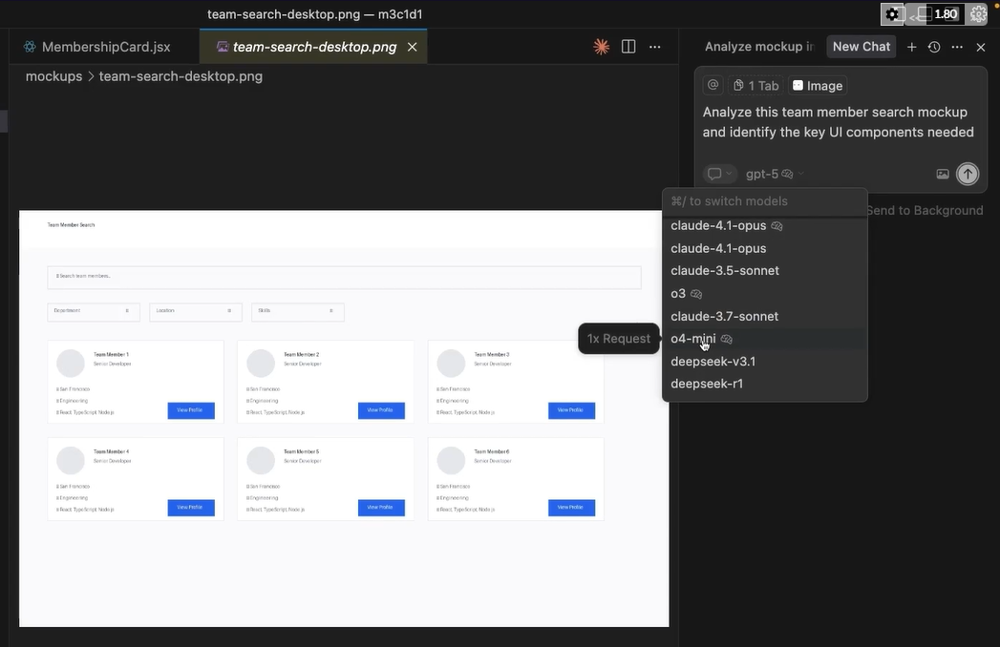 team-search-desktop.png — m3c1d1
1.80
MembershipCard.jsx
team-search-desktop.png
mockups > team-search-desktop.png
Team Member Search
Search team members...
Department
Location
Skills
Team Member 1
Senior Developer
San Francisco
Engineering
React, TypeScript, Node.js
View Profile
Team Member 2
Senior Developer
San Francisco
Engineering
React, TypeScript, Node.js
View Profile
Team Member 3
Senior Developer
San Francisco
Engineering
React, TypeScript, Node.js
View Profile
Team Member 4
Senior Developer
San Francisco
Engineering
React, TypeScript, Node.js
View Profile
Team Member 5
Senior Developer
San Francisco
Engineering
React, TypeScript, Node.js
View Profile
Team Member 6
Senior Developer
San Francisco
Engineering
React, TypeScript, Node.js
View Profile
Analyze mockup
New Chat
@
1 Tab
Image
Analyze this team member search mockup
and identify the key UI components needed
gpt-5
Send to Background
⌘/ to switch models
claude-4.1-opus
claude-4.1-opus
claude-3.5-sonnet
o3
claude-3.7-sonnet
o4-mini
deepseek-v3.1
deepseek-r1
1x Request